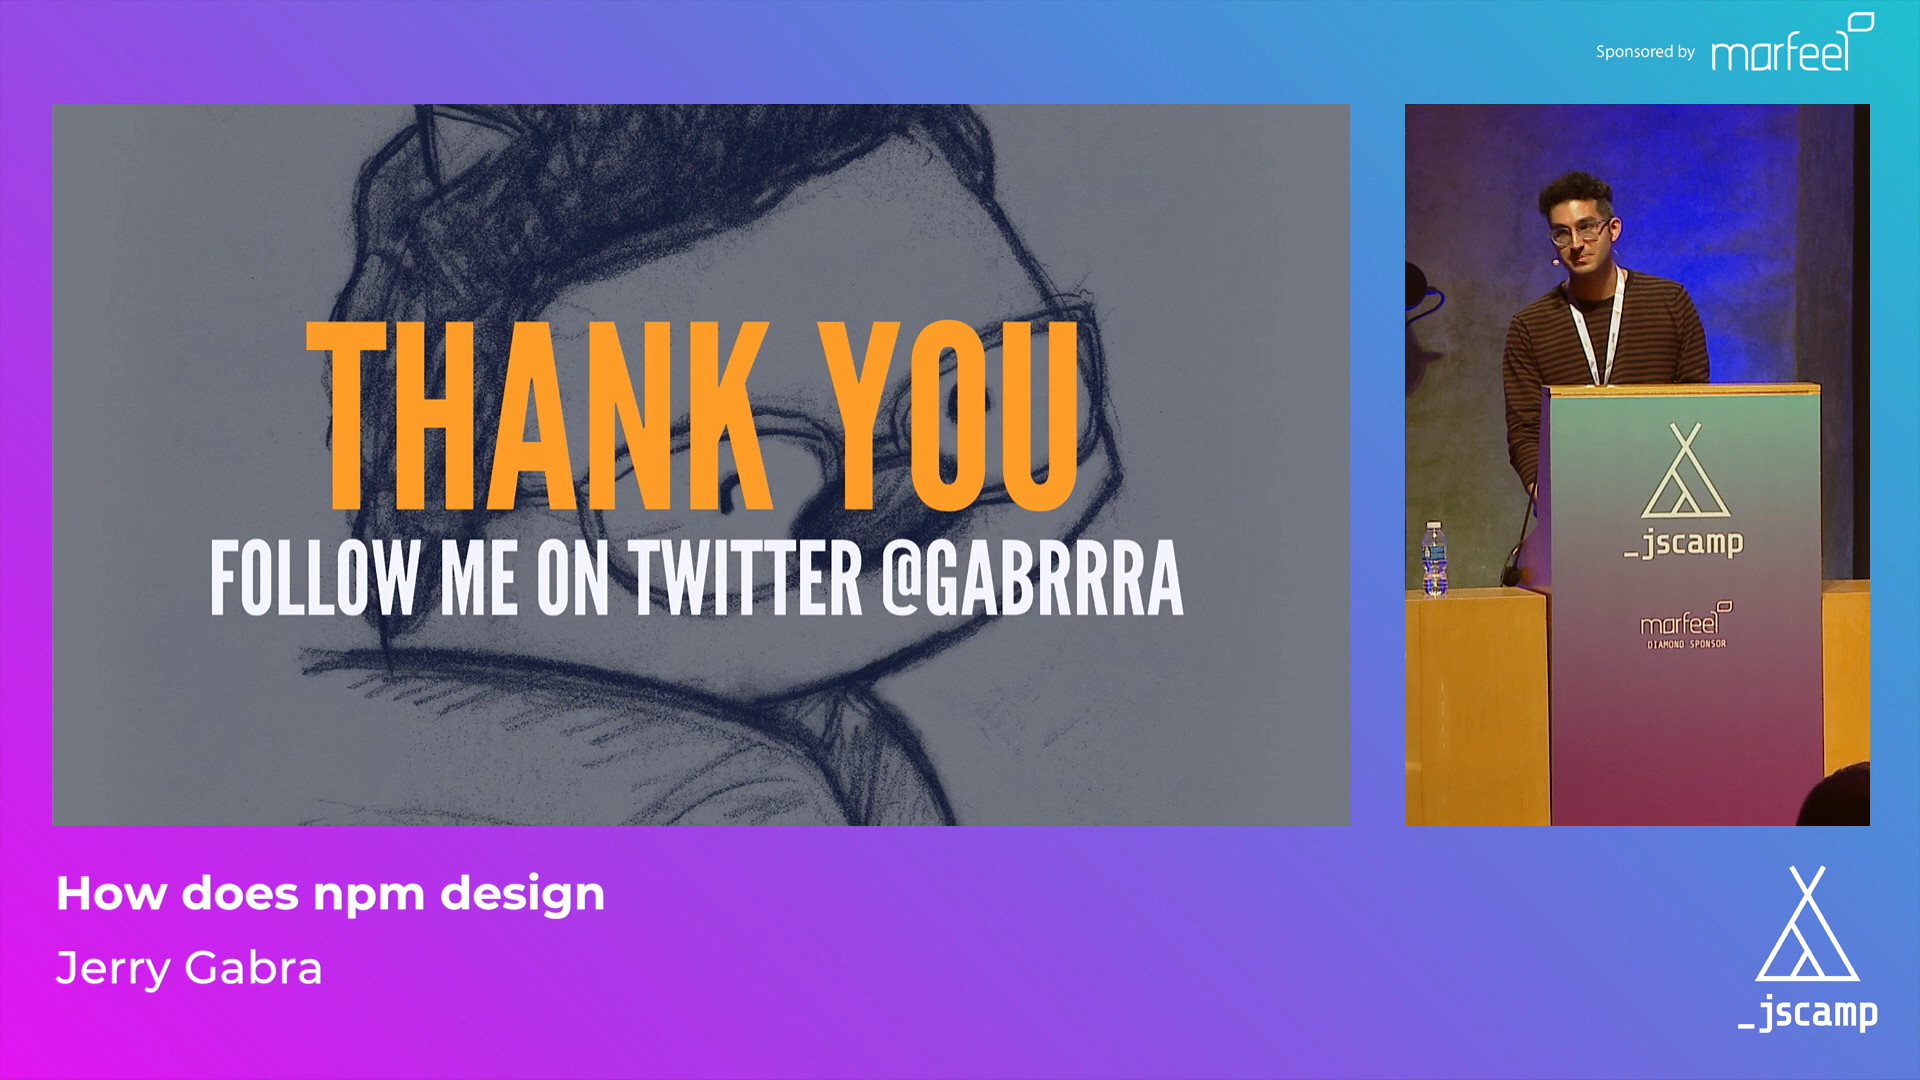 Sponsored by marfeel
THANK YOU
FOLLOW ME ON TWITTER @GABRRRA
_jscamp
marfeel
DIAMOND SPONSOR
How does npm design
Jerry Gabra
_jscamp